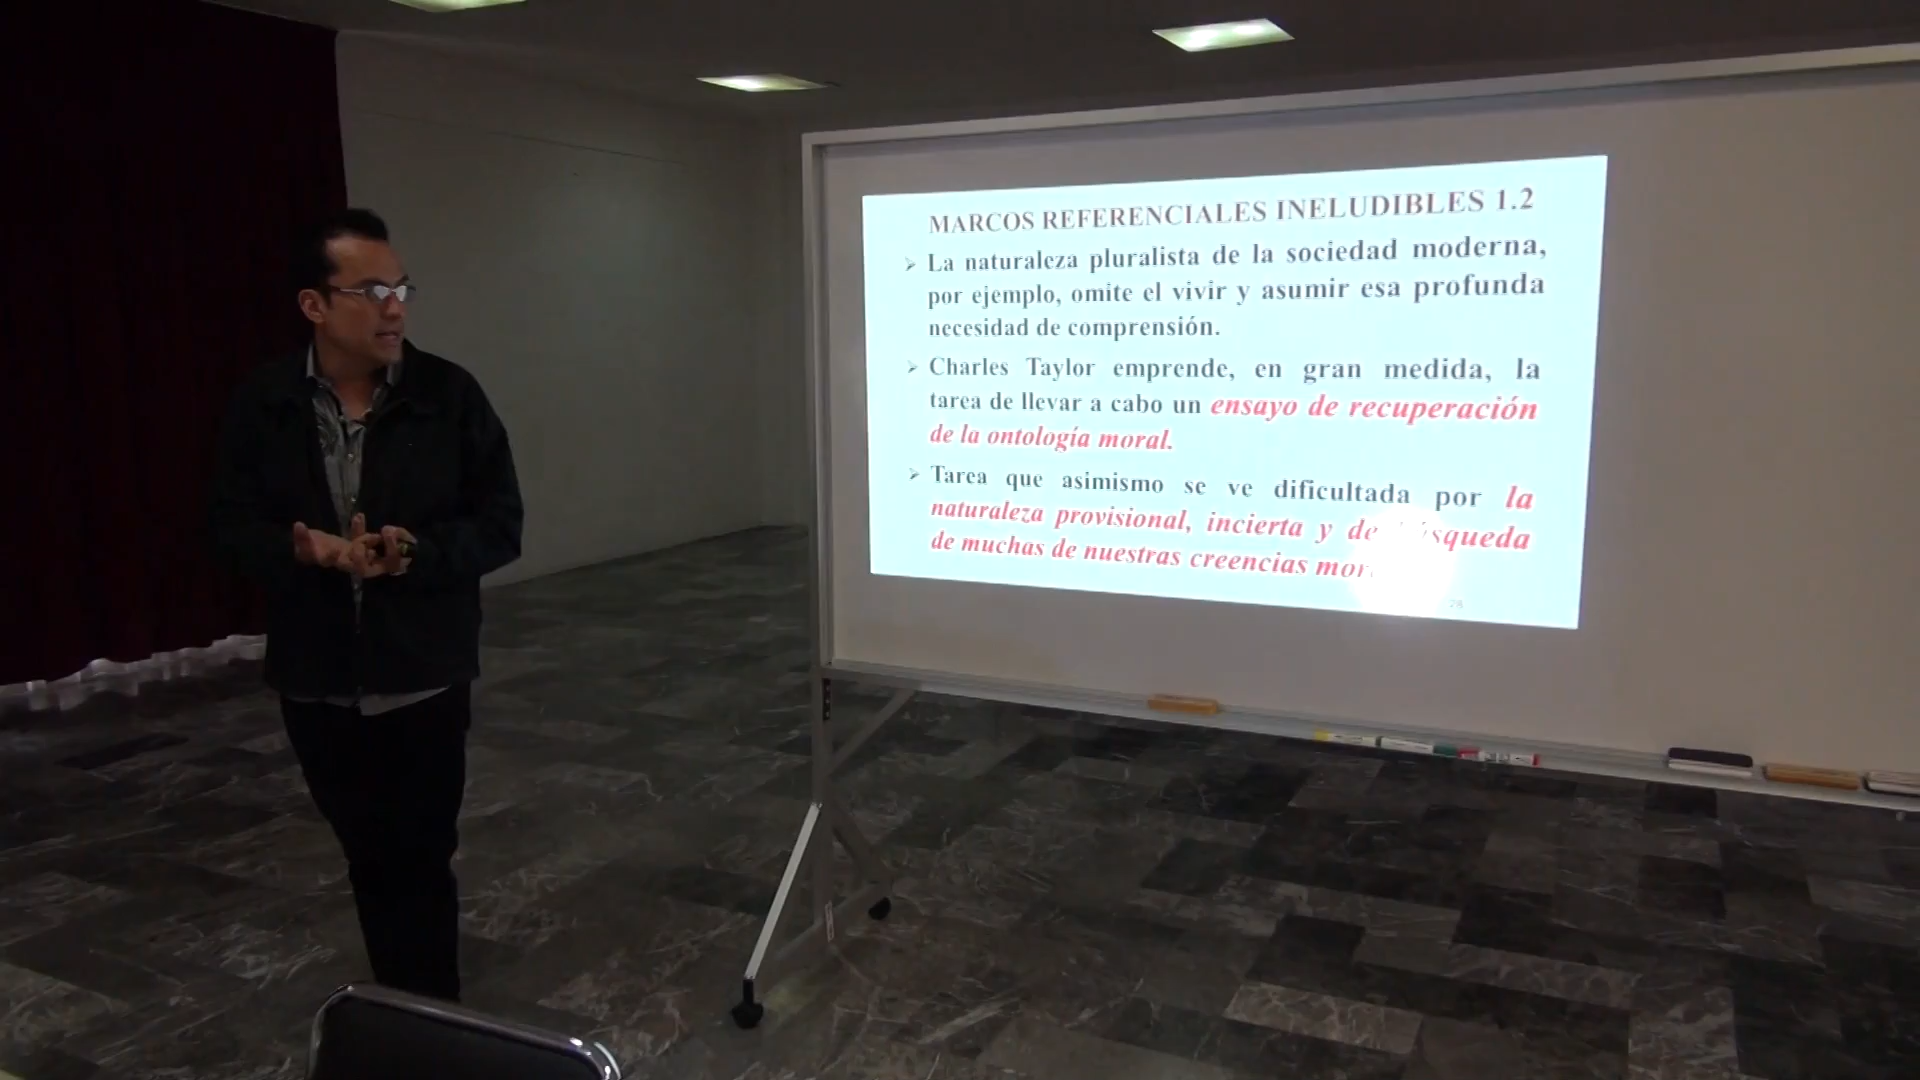 MARCOS REFERENCIALES INELUDIBLES 1.2
➢ La naturaleza pluralista de la sociedad moderna,
por ejemplo, omite el vivir y asumir esa profunda
necesidad de comprensión.
➢ Charles Taylor emprende, en gran medida, la
tarea de llevar a cabo un ensayo de recuperación
de la ontología moral.
➢ Tarea que asimismo se ve dificultada por la
naturaleza provisional, incierta y de
de muchas de nuestras creencias
28